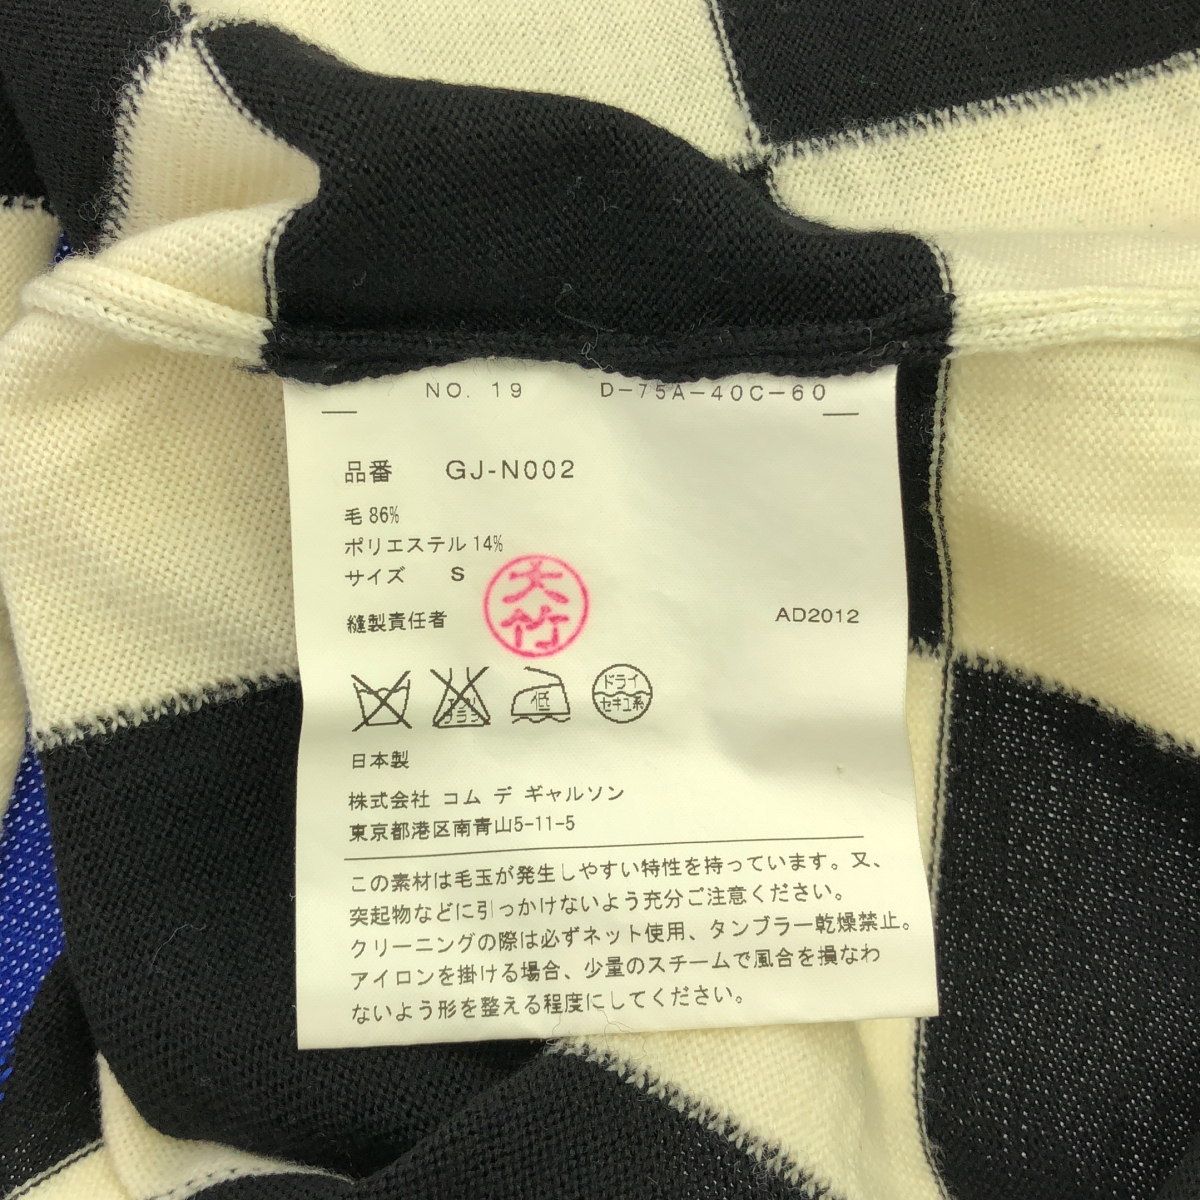 NO. 19 D-75A-40C-60
品番 GJ-N002
毛 86%
ポリエステル 14%
サイズ S
大竹
縫製責任者
AD2012
低
ドライ
セキユ系
日本製
株式会社 コム デ ギャルソン
東京都港区南青山5-11-5
この素材は毛玉が発生しやすい特性を持っています。又、
突起物などに引っかけないよう充分ご注意ください。
クリーニングの際は必ずネット使用、タンブラー乾燥禁止。
アイロンを掛ける場合、少量のスチームで風合を損なわ
ないよう形を整える程度にしてください。